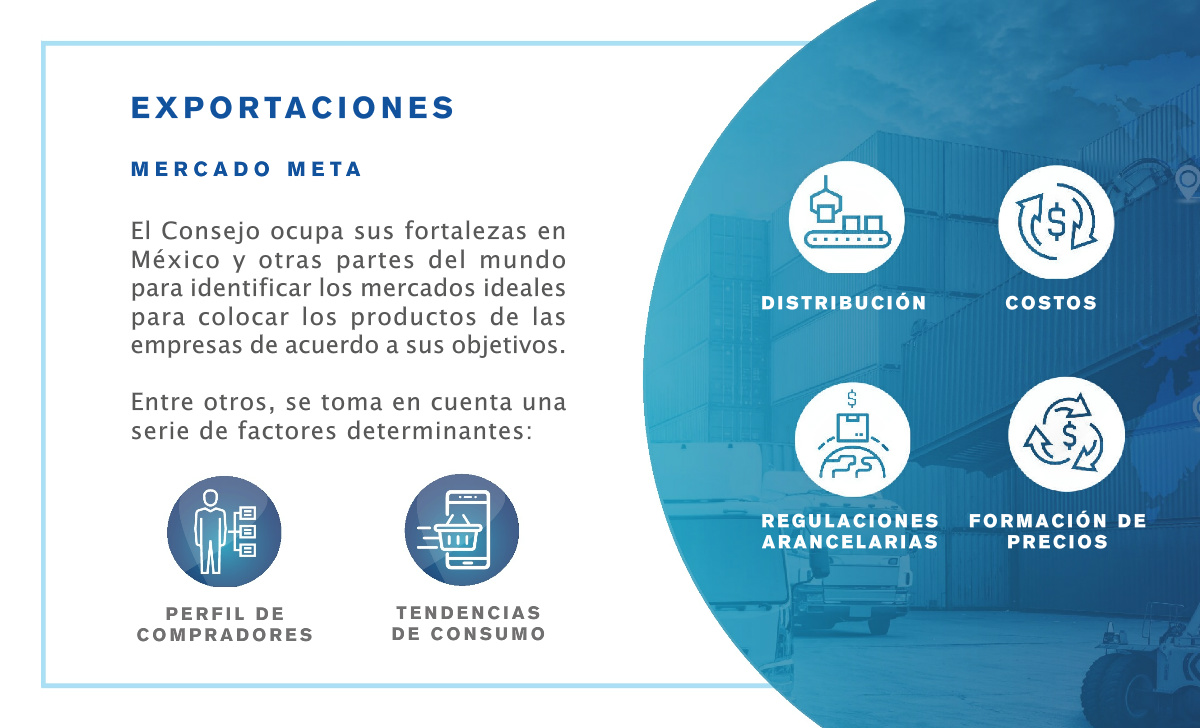 EXPORTACIONES
MERCADO META
El Consejo ocupa sus fortalezas en
México y otras partes del mundo
para identificar los mercados ideales
para colocar los productos de las
empresas de acuerdo a sus objetivos.
Entre otros, se toma en cuenta una
serie de factores determinantes:
PERFIL DE
COMPRADORES
TENDENCIAS
DE CONSUMO
DISTRIBUCIÓN
$
COSTOS
$
REGULACIONES
ARANCELARIAS
$
FORMACIÓN DE
PRECIOS